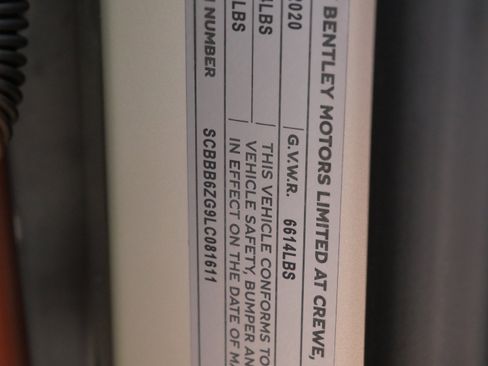 BENTLEY MOTORS LIMITED AT CREWE,
2020 G.V.W.R. 6614LBS
LBS THIS VEHICLE CONFORMS TO
LBS VEHICLE SAFETY, BUMPER AN
IN EFFECT ON THE DATE OF M
NUMBER SCBBB6ZG9LC081611